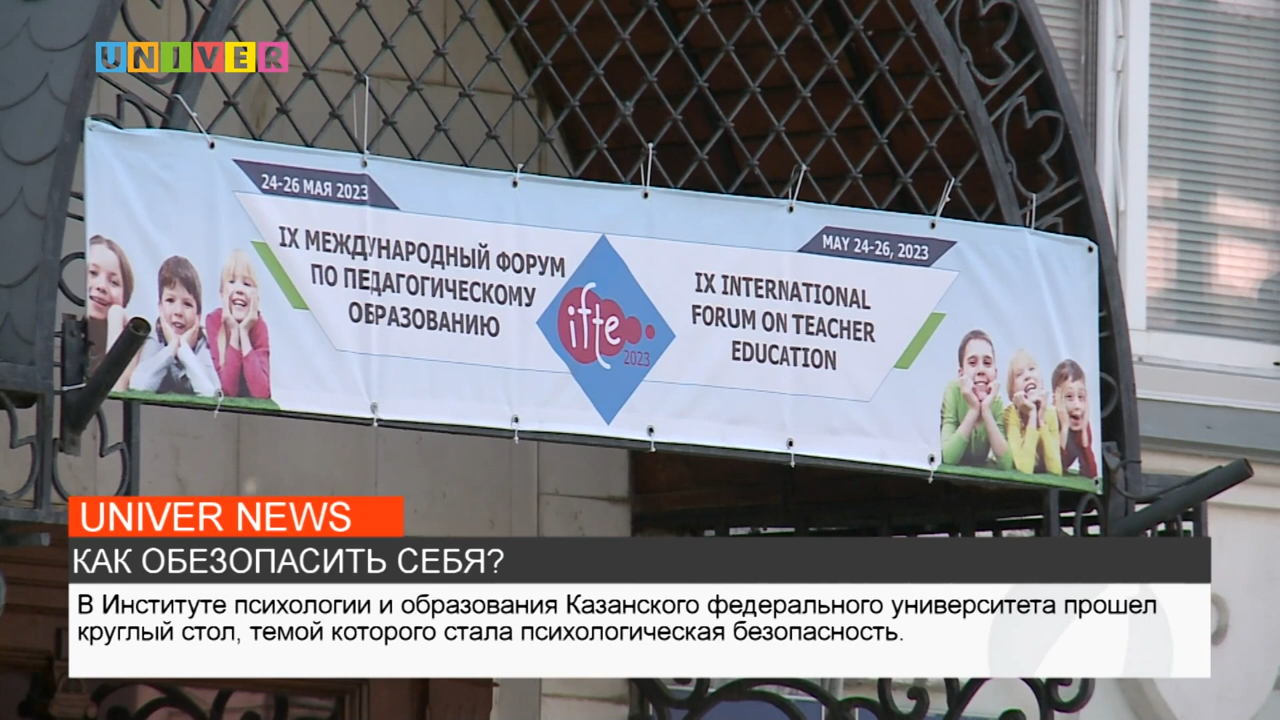 UNIVER
24-26 МАЯ 2023
IX МЕЖДУНАРОДНЫЙ ФОРУМ
ПО ПЕДАГОГИЧЕСКОМУ
ОБРАЗОВАНИЮ
ifte
2023
MAY 24-26, 2023
IX INTERNATIONAL
FORUM ON TEACHER
EDUCATION
UNIVER NEWS
КАК ОБЕЗОПАСИТЬ СЕБЯ?
В Институте психологии и образования Казанского федерального университета прошел
круглый стол, темой которого стала психологическая безопасность.